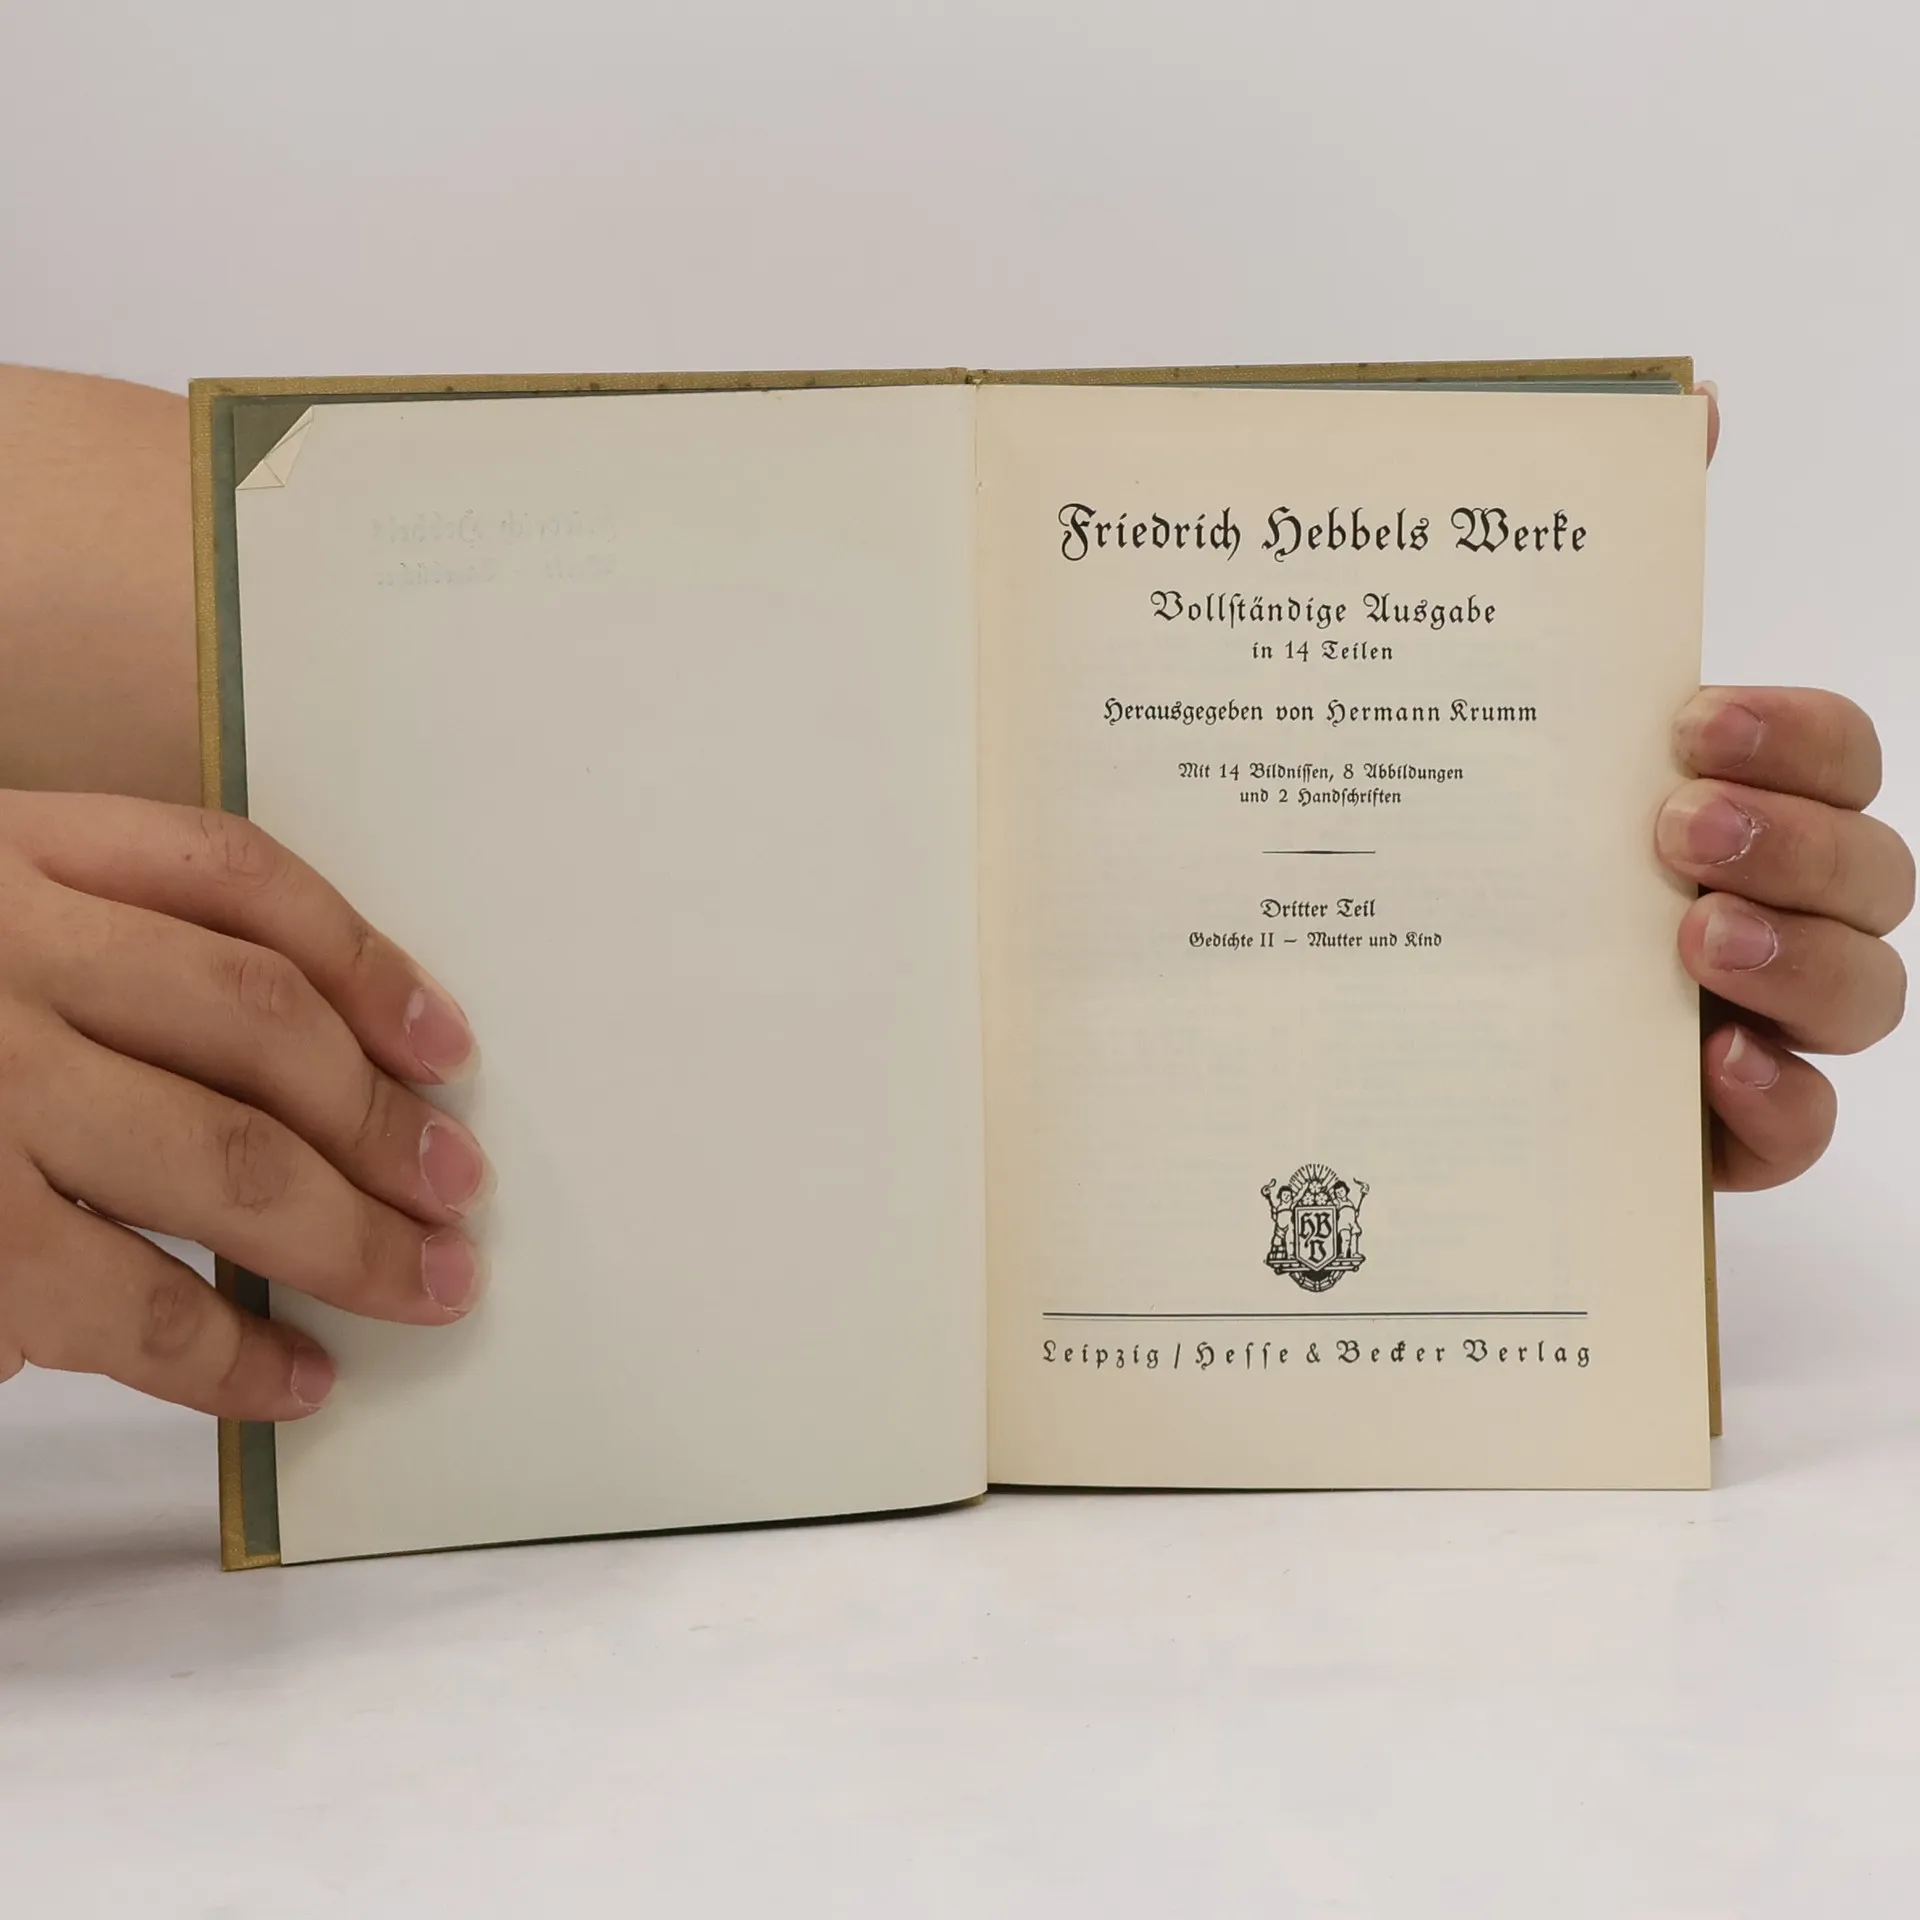 Friedrich Hebbels Werke
Vollſtändige Ausgabe
in 14 Teilen
Herausgegeben von Hermann Krumm
Mit 14 Bildniſſen, 8 Abbildungen
und 2 Handſchriften
Dritter Teil
Gedichte II – Mutter und Kind
HB
V
Leipzig / Heſſe & Becker Verlag